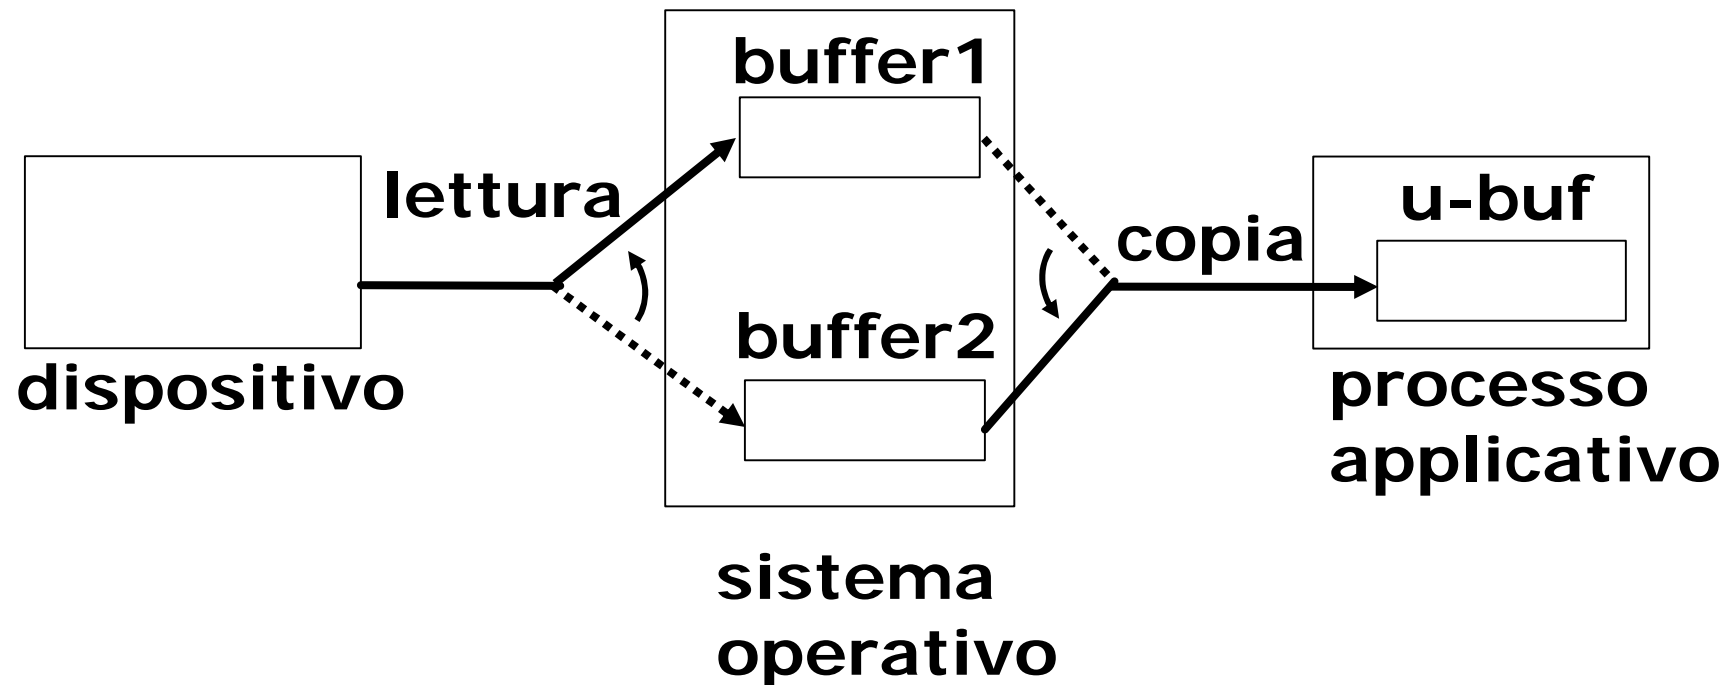 buffer1
lettura
u-buf
copia
buffer2
dispositivo
processo
applicativo
sistema
operativo